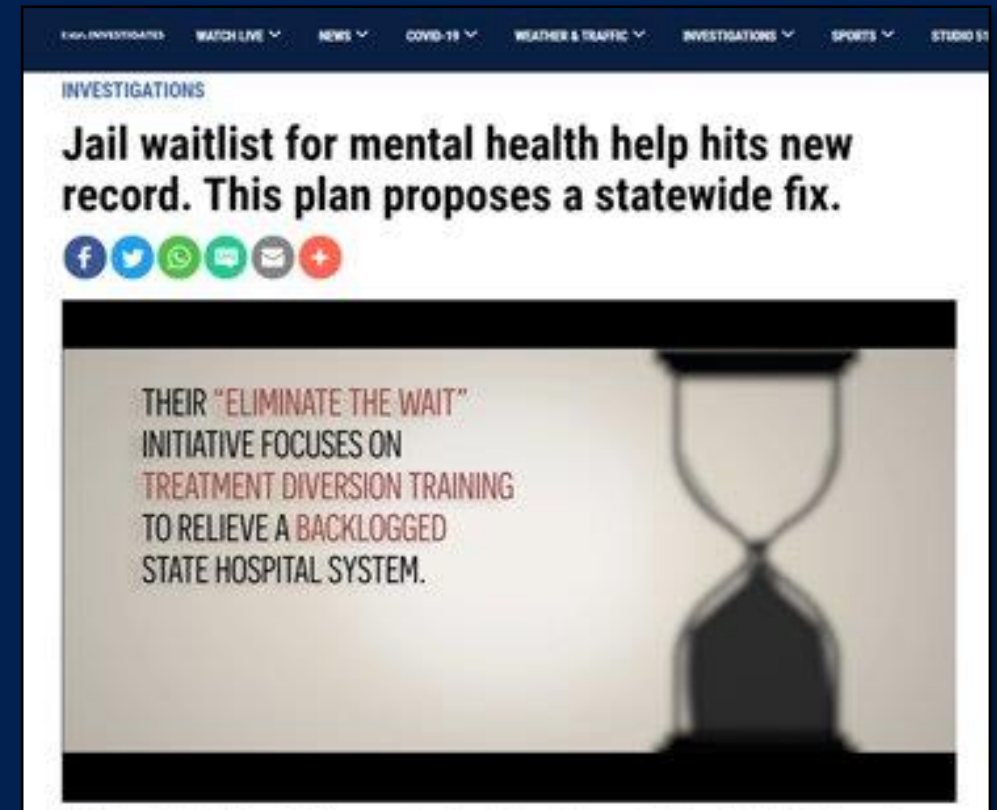 INVESTIGATES WATCH LIVE NEWS COVID-19 WEATHER & TRAFFIC INVESTIGATIONS SPORTS STUDIO
INVESTIGATIONS
Jail waitlist for mental health help hits new
record. This plan proposes a statewide fix.
THEIR "ELIMINATE THE WAIT"
INITIATIVE FOCUSES ON
TREATMENT DIVERSION TRAINING
TO RELIEVE A BACKLOGGED
STATE HOSPITAL SYSTEM.